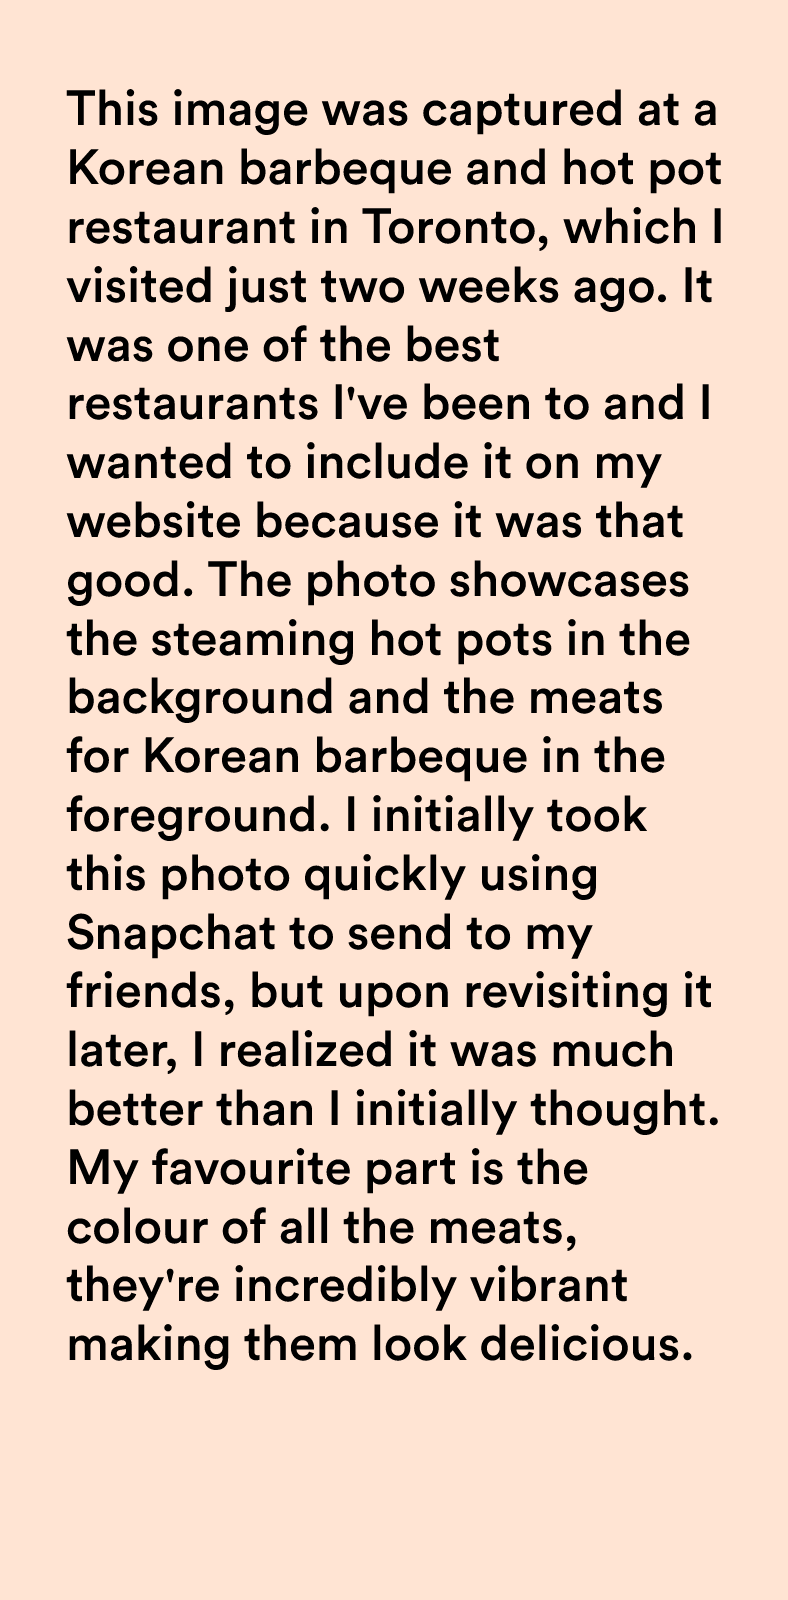 This image was captured at a
Korean barbeque and hot pot
restaurant in Toronto, which I
visited just two weeks ago. It
was one of the best
restaurants I've been to and I
wanted to include it on my
website because it was that
good. The photo showcases
the steaming hot pots in the
background and the meats
for Korean barbeque in the
foreground. I initially took
this photo quickly using
Snapchat to send to my
friends, but upon revisiting it
later, I realized it was much
better than I initially thought.
My favourite part is the
colour of all the meats,
they're incredibly vibrant
making them look delicious.